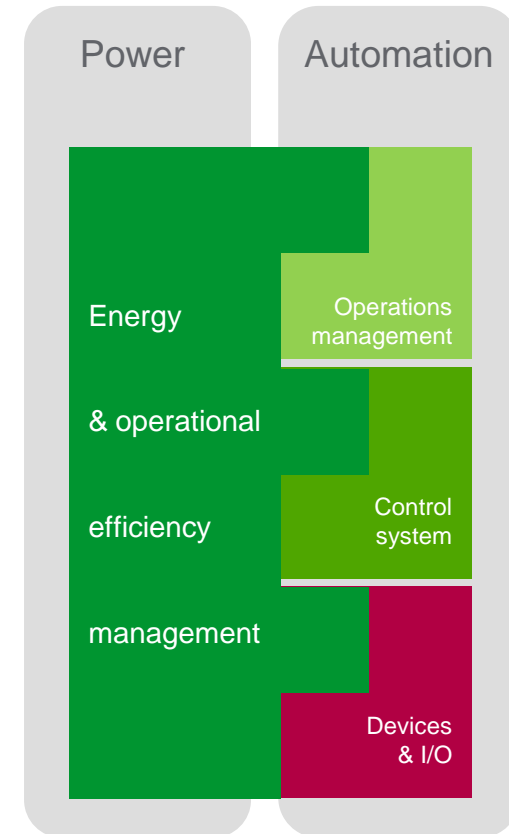 Power
Automation
Energy
& operational
efficiency
management
Operations
management
Control
system
Devices
& I/O